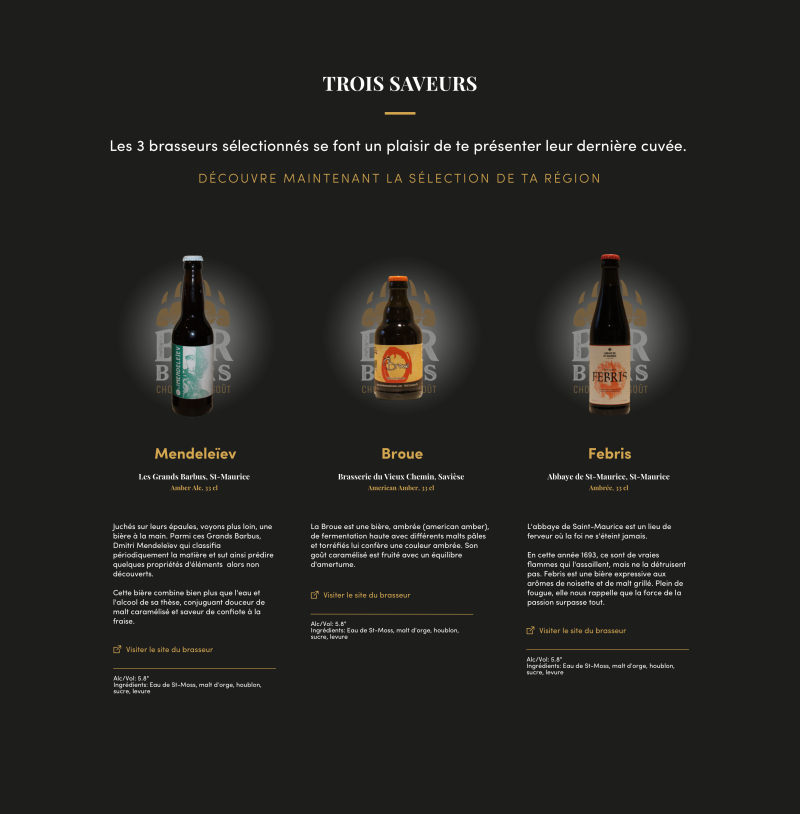 TROIS SAVEURS
Les 3 brasseurs sélectionnés se font un plaisir de te présenter leur dernière cuvée.
DÉCOUVRE MAINTENANT LA SÉLECTION DE TA RÉGION
MENDELEÏEV
FEBRIS
Mendeleïev
Les Grands Barbus, St-Maurice
Amber Ale, 33 cl
Juchés sur leurs épaules, voyons plus loin, une
bière à la main. Parmi ces Grands Barbus,
Dmitri Mendeleïev qui classifia
périodiquement la matière et sut ainsi prédire
quelques propriétés d'éléments alors non
découverts.
Cette bière combine bien plus que l'eau et
l'alcool de sa thèse, conjuguant douceur de
malt caramélisé et saveur de confiote à la
fraise.
Visiter le site du brasseur
Alc/Vol: 5.8°
Ingrédients: Eau de St-Moss, malt d'orge, houblon,
sucre, levure
Broue
Brasserie du Vieux Chemin, Savièse
American Amber, 33 cl
La Broue est une bière, ambrée (american amber),
de fermentation haute avec différents malts pâles
et torréfiés lui confère une couleur ambrée. Son
goût caramélisé est fruité avec un équilibre
d'amertume.
Visiter le site du brasseur
Alc/Vol: 5.8°
Ingrédients: Eau de St-Moss, malt d'orge, houblon,
sucre, levure
Febris
Abbaye de St-Maurice, St-Maurice
Ambrée, 33 cl
L'abbaye de Saint-Maurice est un lieu de
ferveur où la foi ne s'éteint jamais.
En cette année 1693, ce sont de vraies
flammes qui l'assaillent, mais ne la détruisent
pas. Febris est une bière expressive aux
arômes de noisette et de malt grillé. Plein de
fougue, elle nous rappelle que la force de la
passion surpasse tout.
Visiter le site du brasseur
Alc/Vol: 5.8°
Ingrédients: Eau de St-Moss, malt d'orge, houblon,
sucre, levure